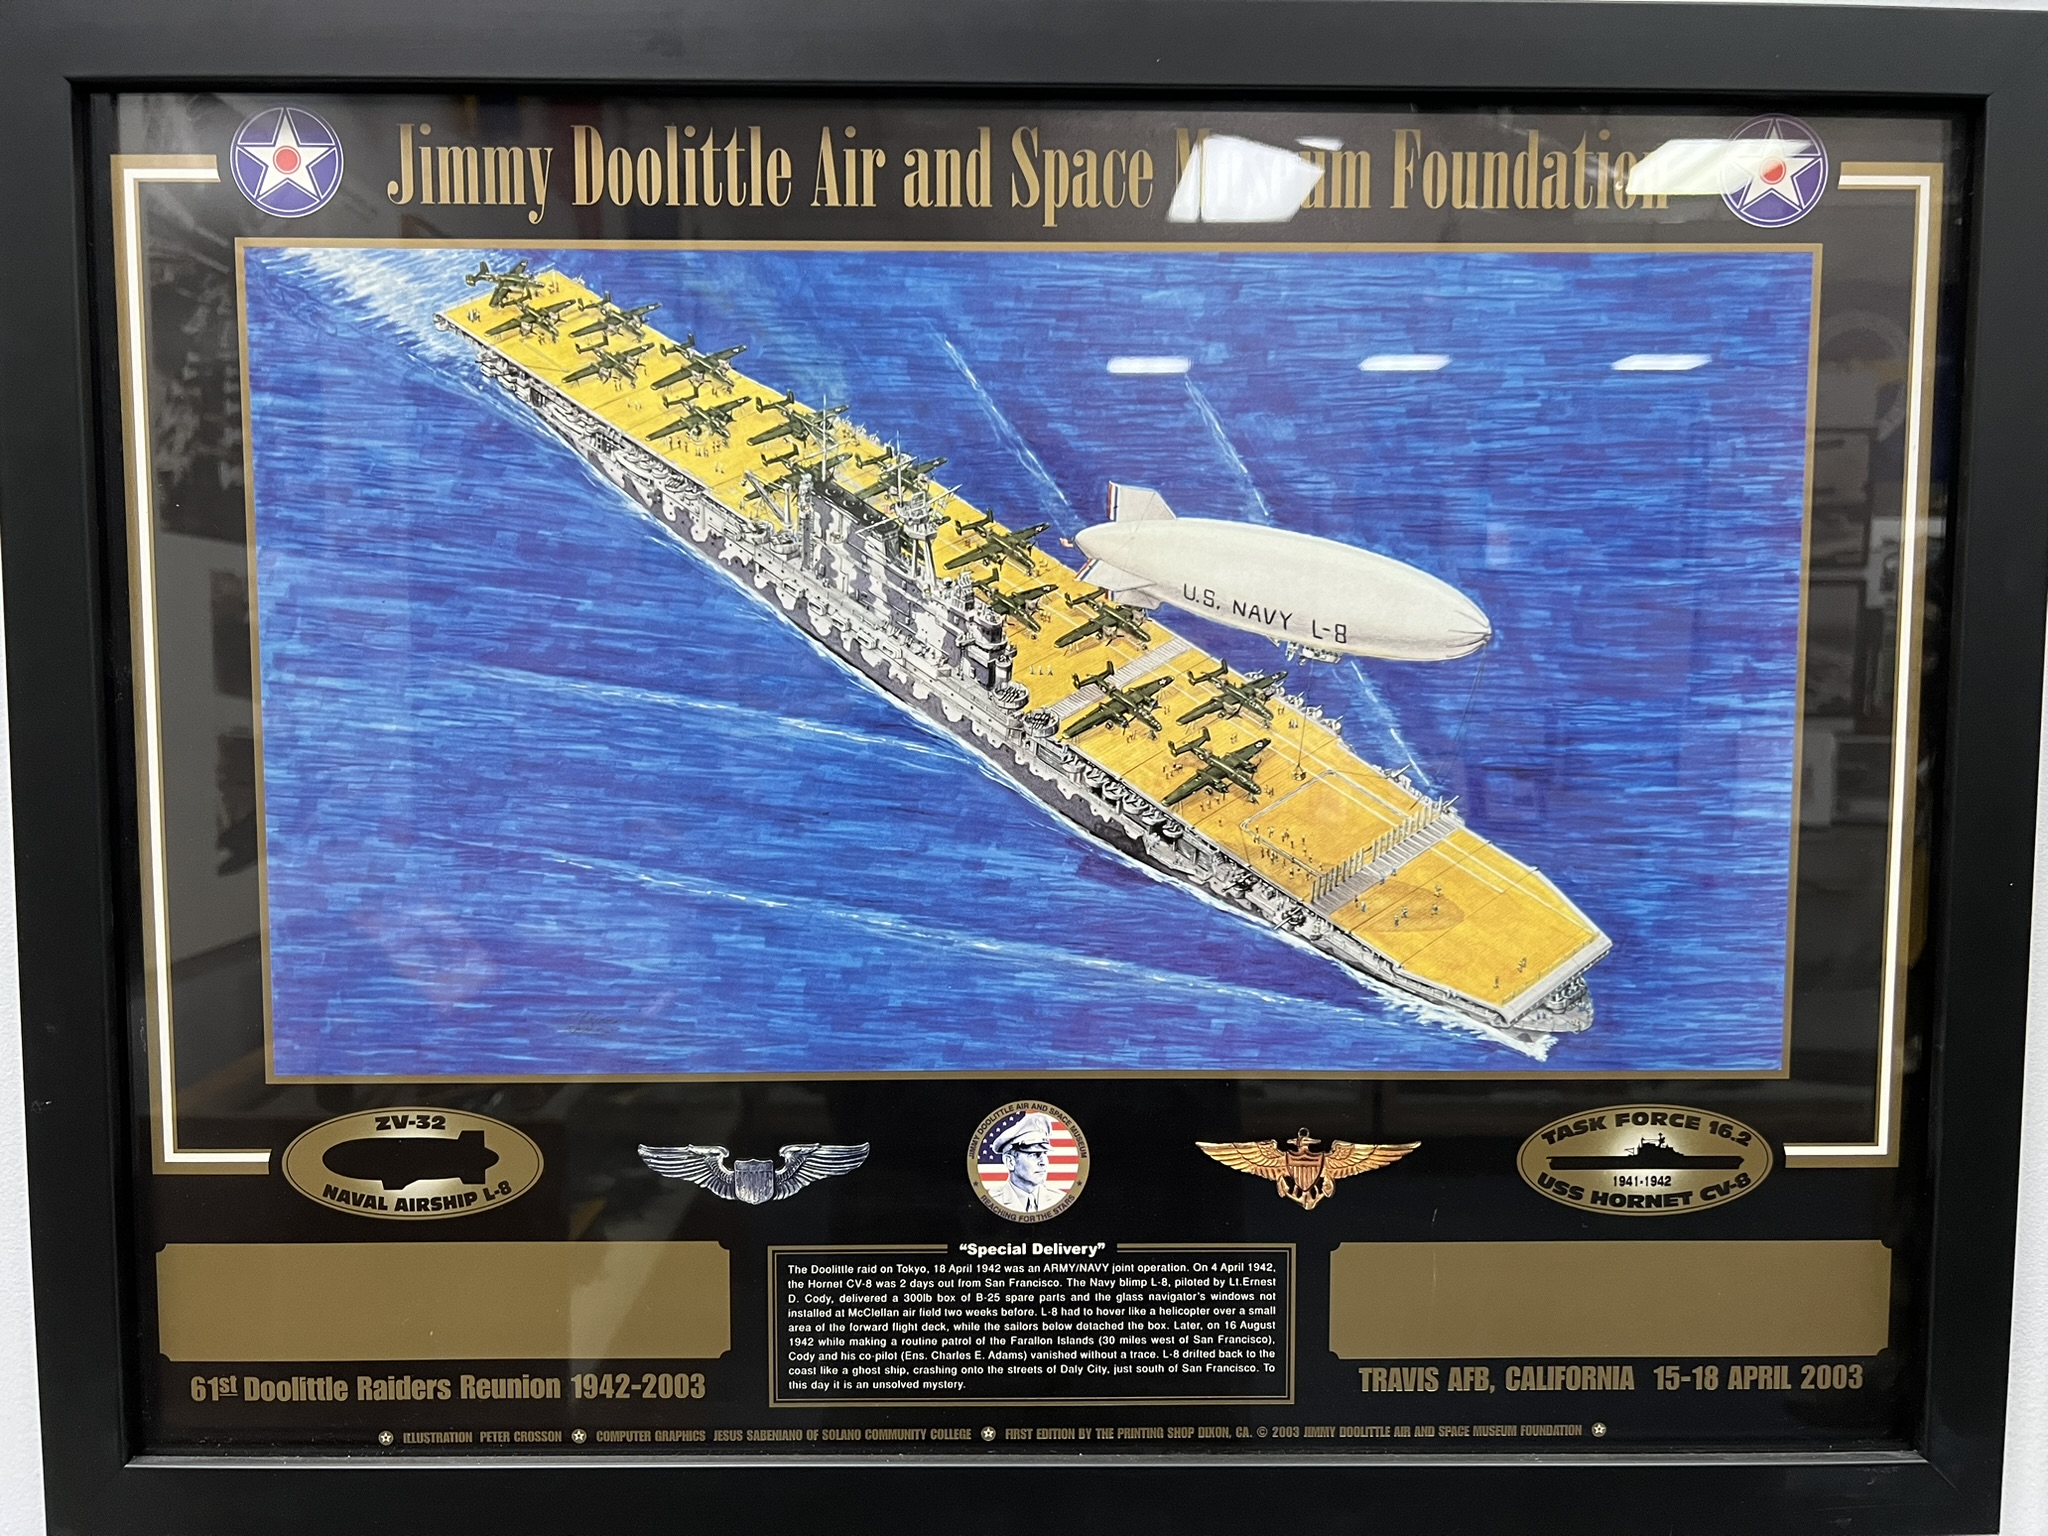 Jimmy Doolittle Air and Space Museum Foundation
U.S. NAVY L-8
ZV-32
NAVAL AIRSHIP L-8
JIMMY DOOLITTLE AIR AND SPACE MUSEUM
REACHING FOR THE STARS
TASK FORCE 16.2
1941-1942
USS HORNET CV-8
"Special Delivery"
The Doolittle raid on Tokyo, 18 April 1942 was an ARMY/NAVY joint operation. On 4 April 1942,
the Hornet CV-8 was 2 days out from San Francisco. The Navy blimp L-8, piloted by Lt.Ernest
D. Cody, delivered a 300lb box of B-25 spare parts and the glass navigator's windows not
installed at McClellan air field two weeks before. L-8 had to hover like a helicopter over a small
area of the forward flight deck, while the sailors below detached the box. Later, on 16 August
1942 while making a routine patrol of the Farallon Islands (30 miles west of San Francisco),
Cody and his co-pilot (Ens. Charles E. Adams) vanished without a trace. L-8 drifted back to the
coast like a ghost ship, crashing onto the streets of Daly City, just south of San Francisco. To
this day it is an unsolved mystery.
61st Doolittle Raiders Reunion 1942-2003
TRAVIS AFB, CALIFORNIA 15-18 APRIL 2003
ILLUSTRATION PETER CROSSON COMPUTER GRAPHICS JESUS SABENIANO OF SOLANO COMMUNITY COLLEGE FIRST EDITION BY THE PRINTING SHOP DIXON, CA. © 2003 JIMMY DOOLITTLE AIR AND SPACE MUSEUM FOUNDATION